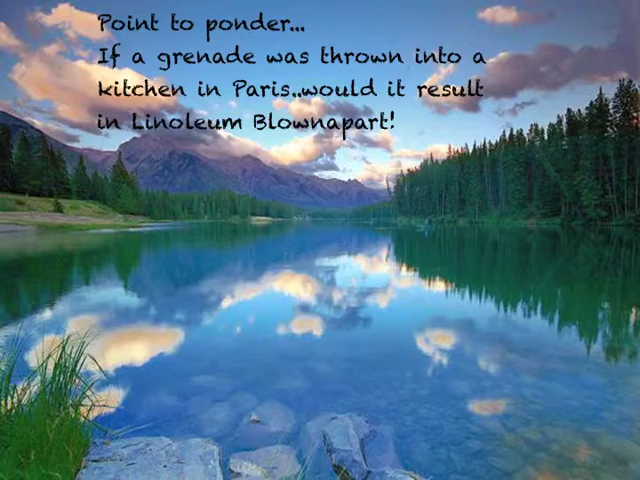 Point to ponder...
If a grenade was thrown into a
kitchen in Paris..would it result
in Linoleum Blownapart!